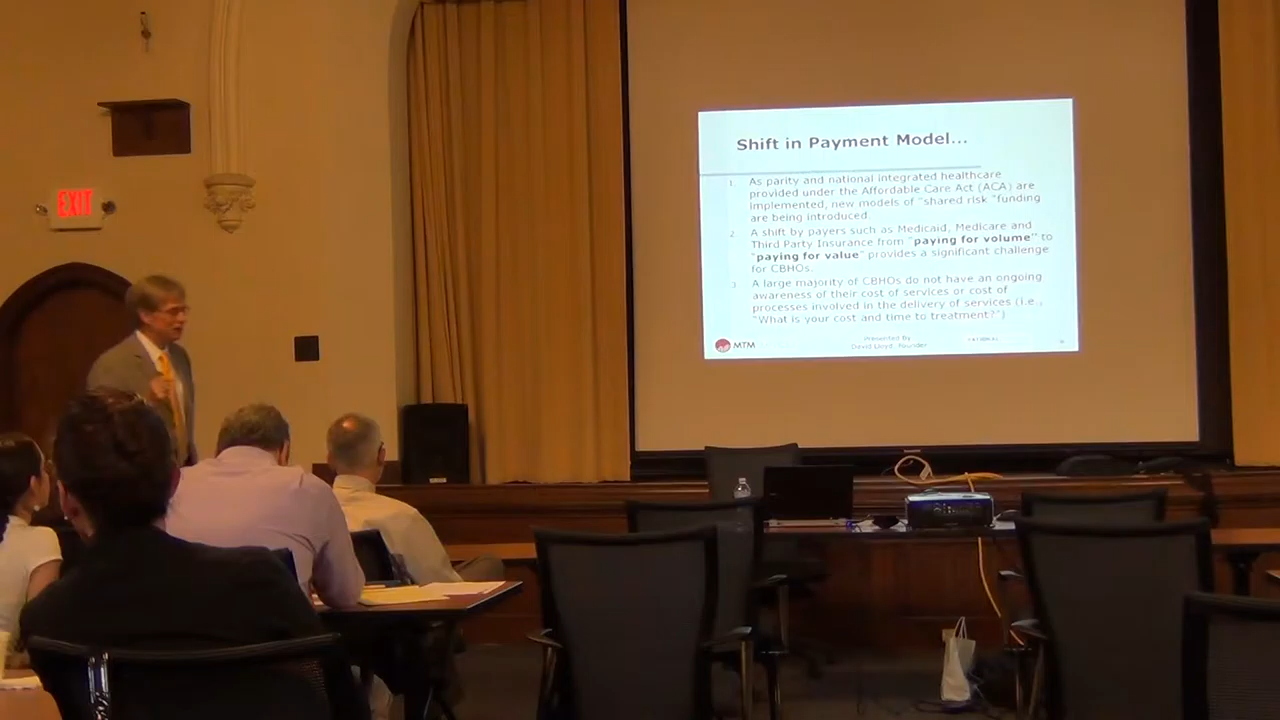 EXIT
Shift in Payment Model...
1. As parity and national integrated healthcare
provided under the Affordable Care Act (ACA) are
implemented, new models of "shared risk "funding
are being introduced.
2. A shift by payers such as Medicaid, Medicare and
Third Party Insurance from "paying for volume" to
"paying for value" provides a significant challenge
for CBHOs.
3. A large majority of CBHOs do not have an ongoing
awareness of their cost of services or cost of
processes involved in the delivery of services (i.e.,
"What is your cost and time to treatment?")
MTM
Presented By
David Lloyd, Founder